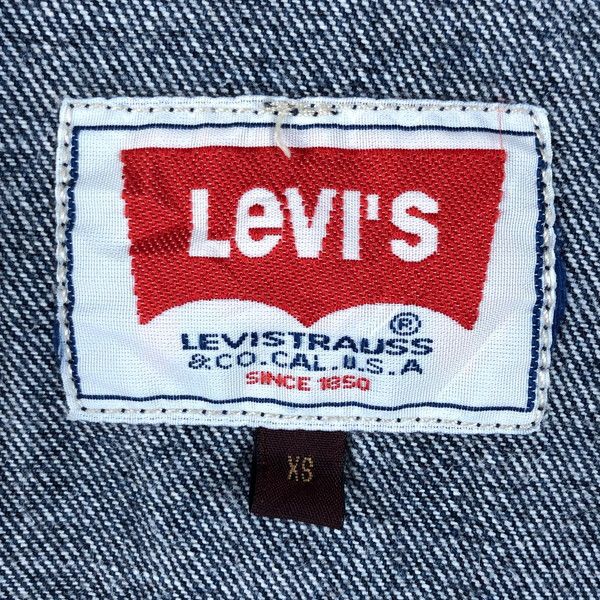 LEVI'S
®
LEVISTRAUSS
& CO. CAL. U.S.A
SINCE 1850
XS